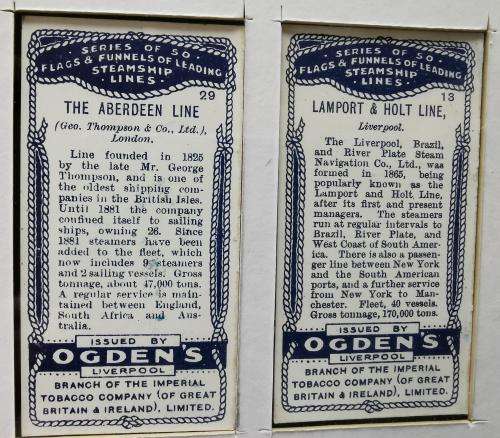 SERIES OF 50
FLAGS & FUNNELS OF LEADING
STEAMSHIP
LINES.
29
THE ABERDEEN LINE
(Geo. Thompson & Co., Ltd.),
London.
Line founded in 1825
by the late Mr. George
Thompson, and is one of
the oldest shipping com-
panies in the British Isles.
Until 1881 the company
confined itself to sailing
ships, owning 26. Since
1881 steamers have been
added to the fleet, which
now includes 9 steamers
and 2 sailing vessels. Gross
tonnage, about 47,000 tons.
A regular service is main-
tained between England,
South Africa and Aus-
tralia.
ISSUED BY
OGDEN'S
LIVERPOOL
BRANCH OF THE IMPERIAL
TOBACCO COMPANY (OF GREAT
BRITAIN & IRELAND), LIMITED.
SERIES OF 50
FLAGS & FUNNELS OF LEADING
STEAMSHIP
LINES.
13
LAMPORT & HOLT LINE,
Liverpool.
The Liverpool, Brazil,
and River Plate Steam
Navigation Co., Ltd., was
formed in 1865, being
popularly known as the
Lamport and Holt Line,
after its first and present
managers. The steamers
run at regular intervals to
Brazil, River Plate, and
West Coast of South Amer-
ica. There is also a passen-
ger line between New York
and the South American
ports, and a further service
from New York to Man-
chester. Fleet, 40 vessels.
Gross tonnage, 170,000 tons.
ISSUED BY
OGDEN'S
LIVERPOOL
BRANCH OF THE IMPERIAL
TOBACCO COMPANY (OF GREAT
BRITAIN & IRELAND), LIMITED.